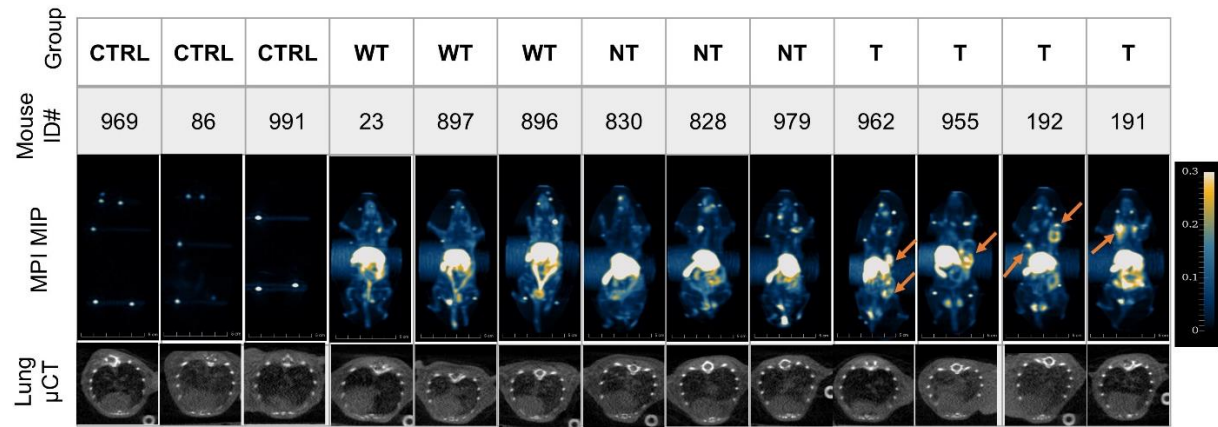 Group
CTRL CTRL CTRL WT WT WT NT NT NT T T T T
Mouse
ID#
969 86 991 23 897 896 830 828 979 962 955 192 191
MPI MIP
0.3
0.2
0.1
0
Lung
µCT